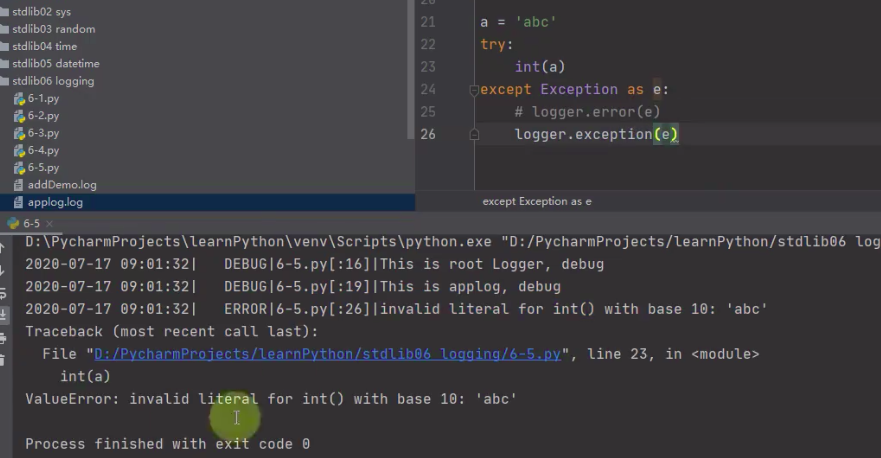 stdlib02 sys
stdlib03 random
stdlib04 time
stdlib05 datetime
stdlib06 logging
6-1.py
6-2.py
6-3.py
6-4.py
6-5.py
addDemo.log
applog.log
21 a = 'abc'
22 try:
23 int(a)
24 except Exception as e:
25 # logger.error(e)
26 logger.exception(e)
except Exception as e
6-5 ×
D:\PycharmProjects\learnPython\venv\Scripts\python.exe "D:/PycharmProjects/learnPython/stdlib06 log
2020-07-17 09:01:32| DEBUG|6-5.py[:16]|This is root Logger, debug
2020-07-17 09:01:32| DEBUG|6-5.py[:19]|This is applog, debug
2020-07-17 09:01:32| ERROR|6-5.py[:26]|invalid literal for int() with base 10: 'abc'
Traceback (most recent call last):
File "D:/PycharmProjects/learnPython/stdlib06 logging/6-5.py", line 23, in <module>
int(a)
ValueError: invalid literal for int() with base 10: 'abc'
Process finished with exit code 0